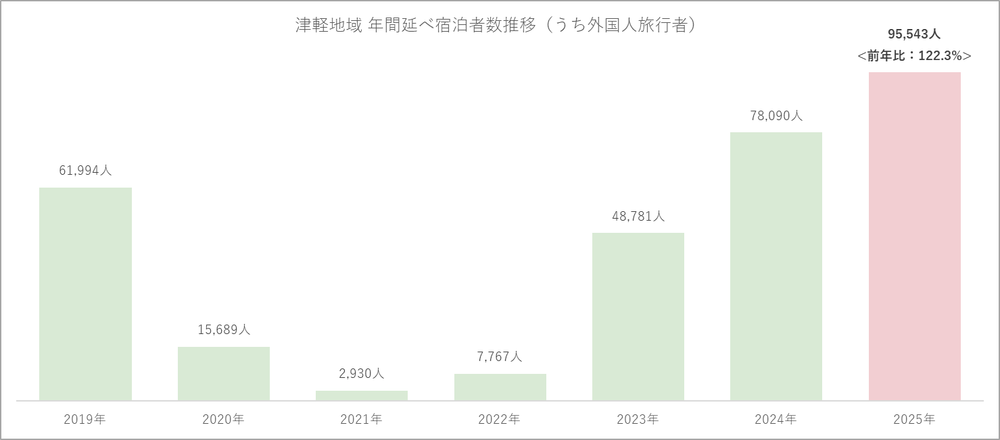 津軽地域 年間延べ宿泊者数推移（うち外国人旅行者）
95,543人
<前年比：122.3%>
78,090人
61,994人
48,781人
15,689人
7,767人
2,930人
2019年
2020年
2021年
2022年
2023年
2024年
2025年